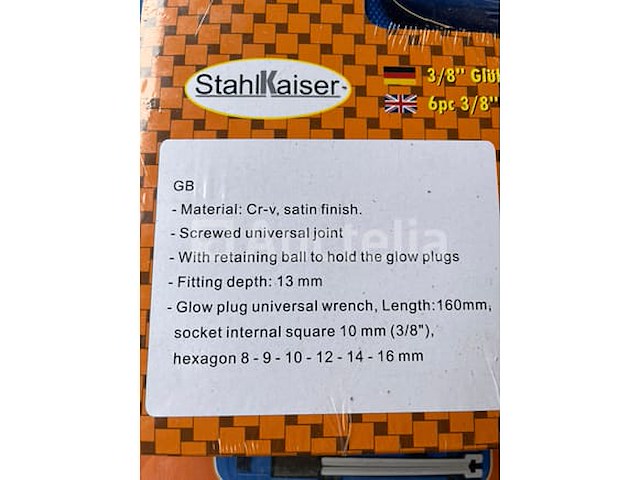 StahlKaiser
3/8" Glü
6pc 3/8"
GB
- Material: Cr-v, satin finish.
- Screwed universal joint
- With retaining ball to hold the glow plugs
- Fitting depth: 13 mm
- Glow plug universal wrench, Length:160mm,
socket internal square 10 mm (3/8"),
hexagon 8 - 9 - 10 - 12 - 14 - 16 mm
Auctelia